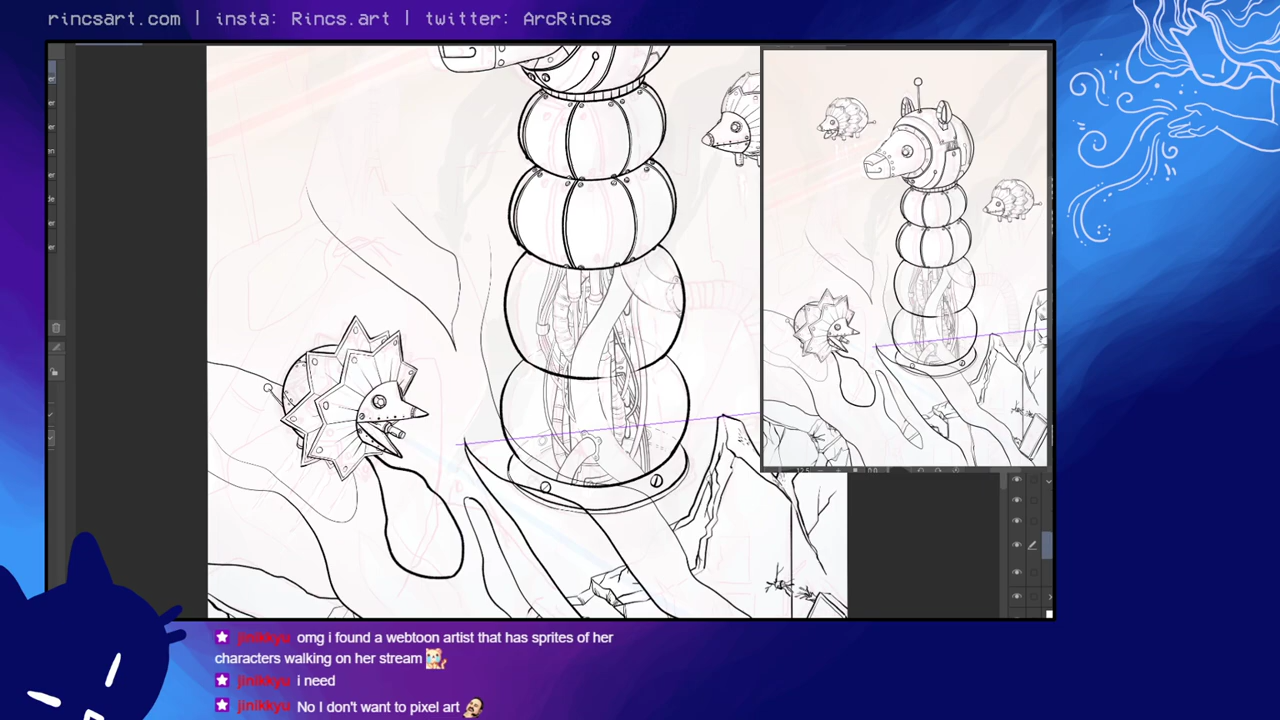 rincsart.com | insta: Rincs.art | twitter: ArcRincs
jinikkyu omg i found a webtoon artist that has sprites of her
characters walking on her stream
jinikkyu i need
jinikkyu No I don't want to pixel art